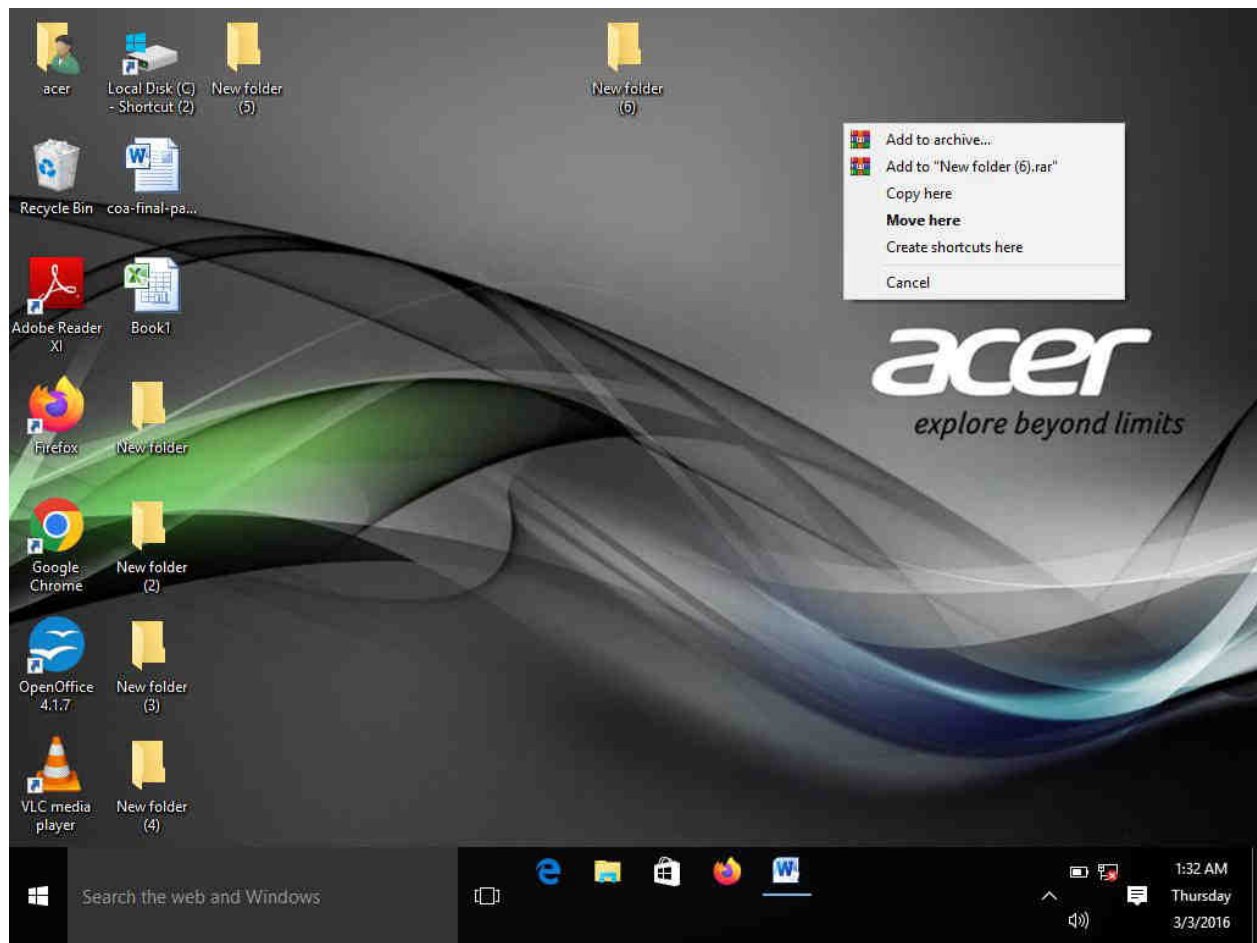 acer
Local Disk (C)
- Shortcut (2)
New folder
(5)
New folder
(6)
Recycle Bin
coa-final-pa...
Adobe Reader
XI
Book1
Firefox
New folder
Google
Chrome
New folder
(2)
OpenOffice
4.1.7
New folder
(3)
VLC media
player
New folder
(4)
Add to archive...
Add to "New folder (6).rar"
Copy here
Move here
Create shortcuts here
Cancel
acer
explore beyond limits
Search the web and Windows
1:32 AM
Thursday
3/3/2016